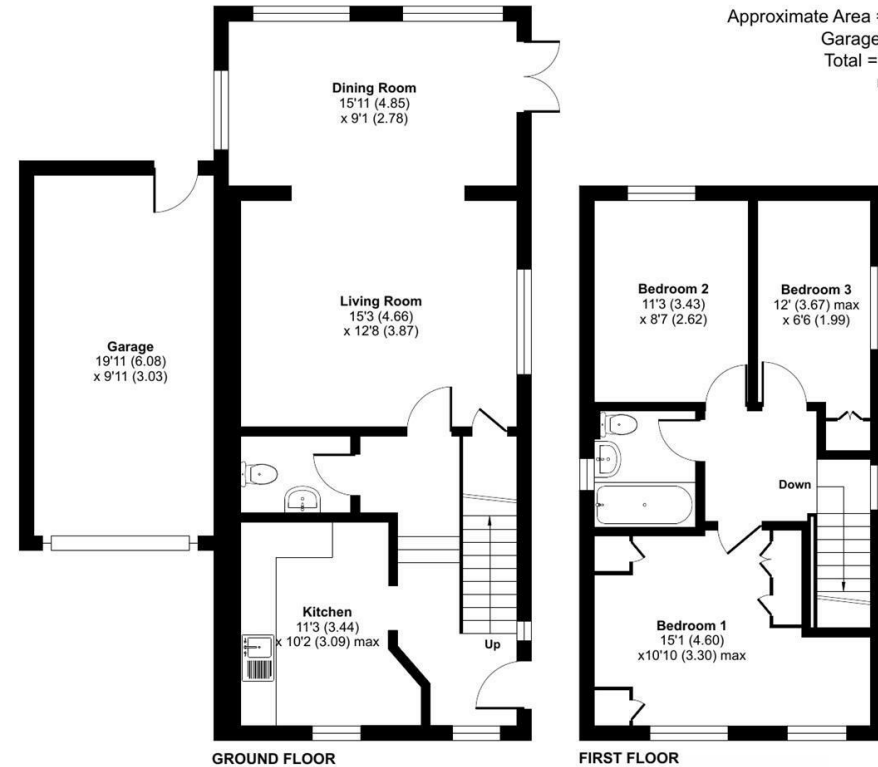 Approximate Area =
Garage
Total =
Dining Room
15'11 (4.85)
x 9'1 (2.78)
Living Room
15'3 (4.66)
x 12'8 (3.87)
Garage
19'11 (6.08)
x 9'11 (3.03)
Kitchen
11'3 (3.44)
x 10'2 (3.09) max
Up
GROUND FLOOR
Bedroom 2
11'3 (3.43)
x 8'7 (2.62)
Bedroom 3
12' (3.67) max
x 6'6 (1.99)
Down
Bedroom 1
15'1 (4.60)
x10'10 (3.30) max
FIRST FLOOR